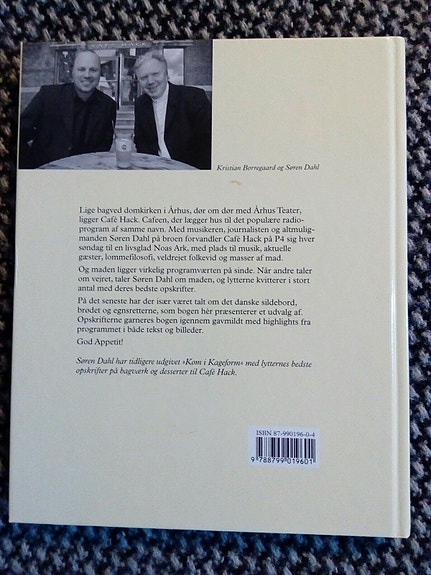 Kristian Borregaard og Søren Dahl
Lige bagved domkirken i Århus, dør om dør med Århus Teater,
ligger Café Hack. Cafeen, der lægger hus til det populære radio-
program af samme navn. Med musikeren, journalisten og altmulig-
manden Søren Dahl på broen forvandler Café Hack på P4 sig hver
søndag til en livsglad Noas Ark, med plads til musik, aktuelle
gæster, lommefilosofi, veldrejet folkevid og masser af mad.
Og maden ligger virkelig programværten på sinde. Når andre taler
om vejret, taler Søren Dahl om maden, og lytterne kvitterer i stort
antal med deres bedste opskrifter.
På det seneste har der især været talt om det danske sildebord,
brødet og egnsretterne, som bogen hér præsenterer et udvalg af.
Opskrifterne garneres bogen igennem gavmildt med highlights fra
programmet i både tekst og billeder.
God Appetit!
Søren Dahl har tidligere udgivet »Kom i Kageform« med lytternes bedste
opskrifter på bagværk og desserter til Café Hack.
ISBN 87-990196-0-4
9 788799 019601